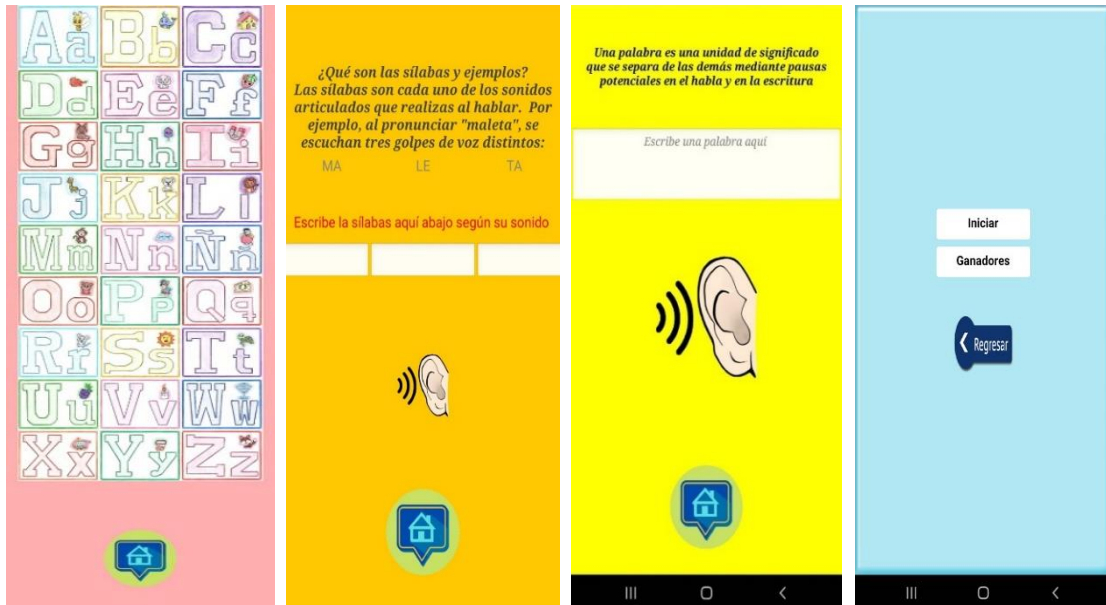 Aa Bb Cc
Dd Ee Ff
Gg Hh Ii
Jj Kk Ll
Mm Nn Ññ
Oo Pp Qq
Rr Ss Tt
Uu Vv Ww
Xx Yy Zz
¿Qué son las sílabas y ejemplos?
Las sílabas son cada uno de los sonidos
articulados que realizas al hablar. Por
ejemplo, al pronunciar "maleta", se
escuchan tres golpes de voz distintos:
MA LE TA
Escribe la sílabas aquí abajo según su sonido
Una palabra es una unidad de significado
que se separa de las demás mediante pausas
potenciales en el habla y en la escritura
Escribe una palabra aquí
Iniciar
Ganadores
Regresar